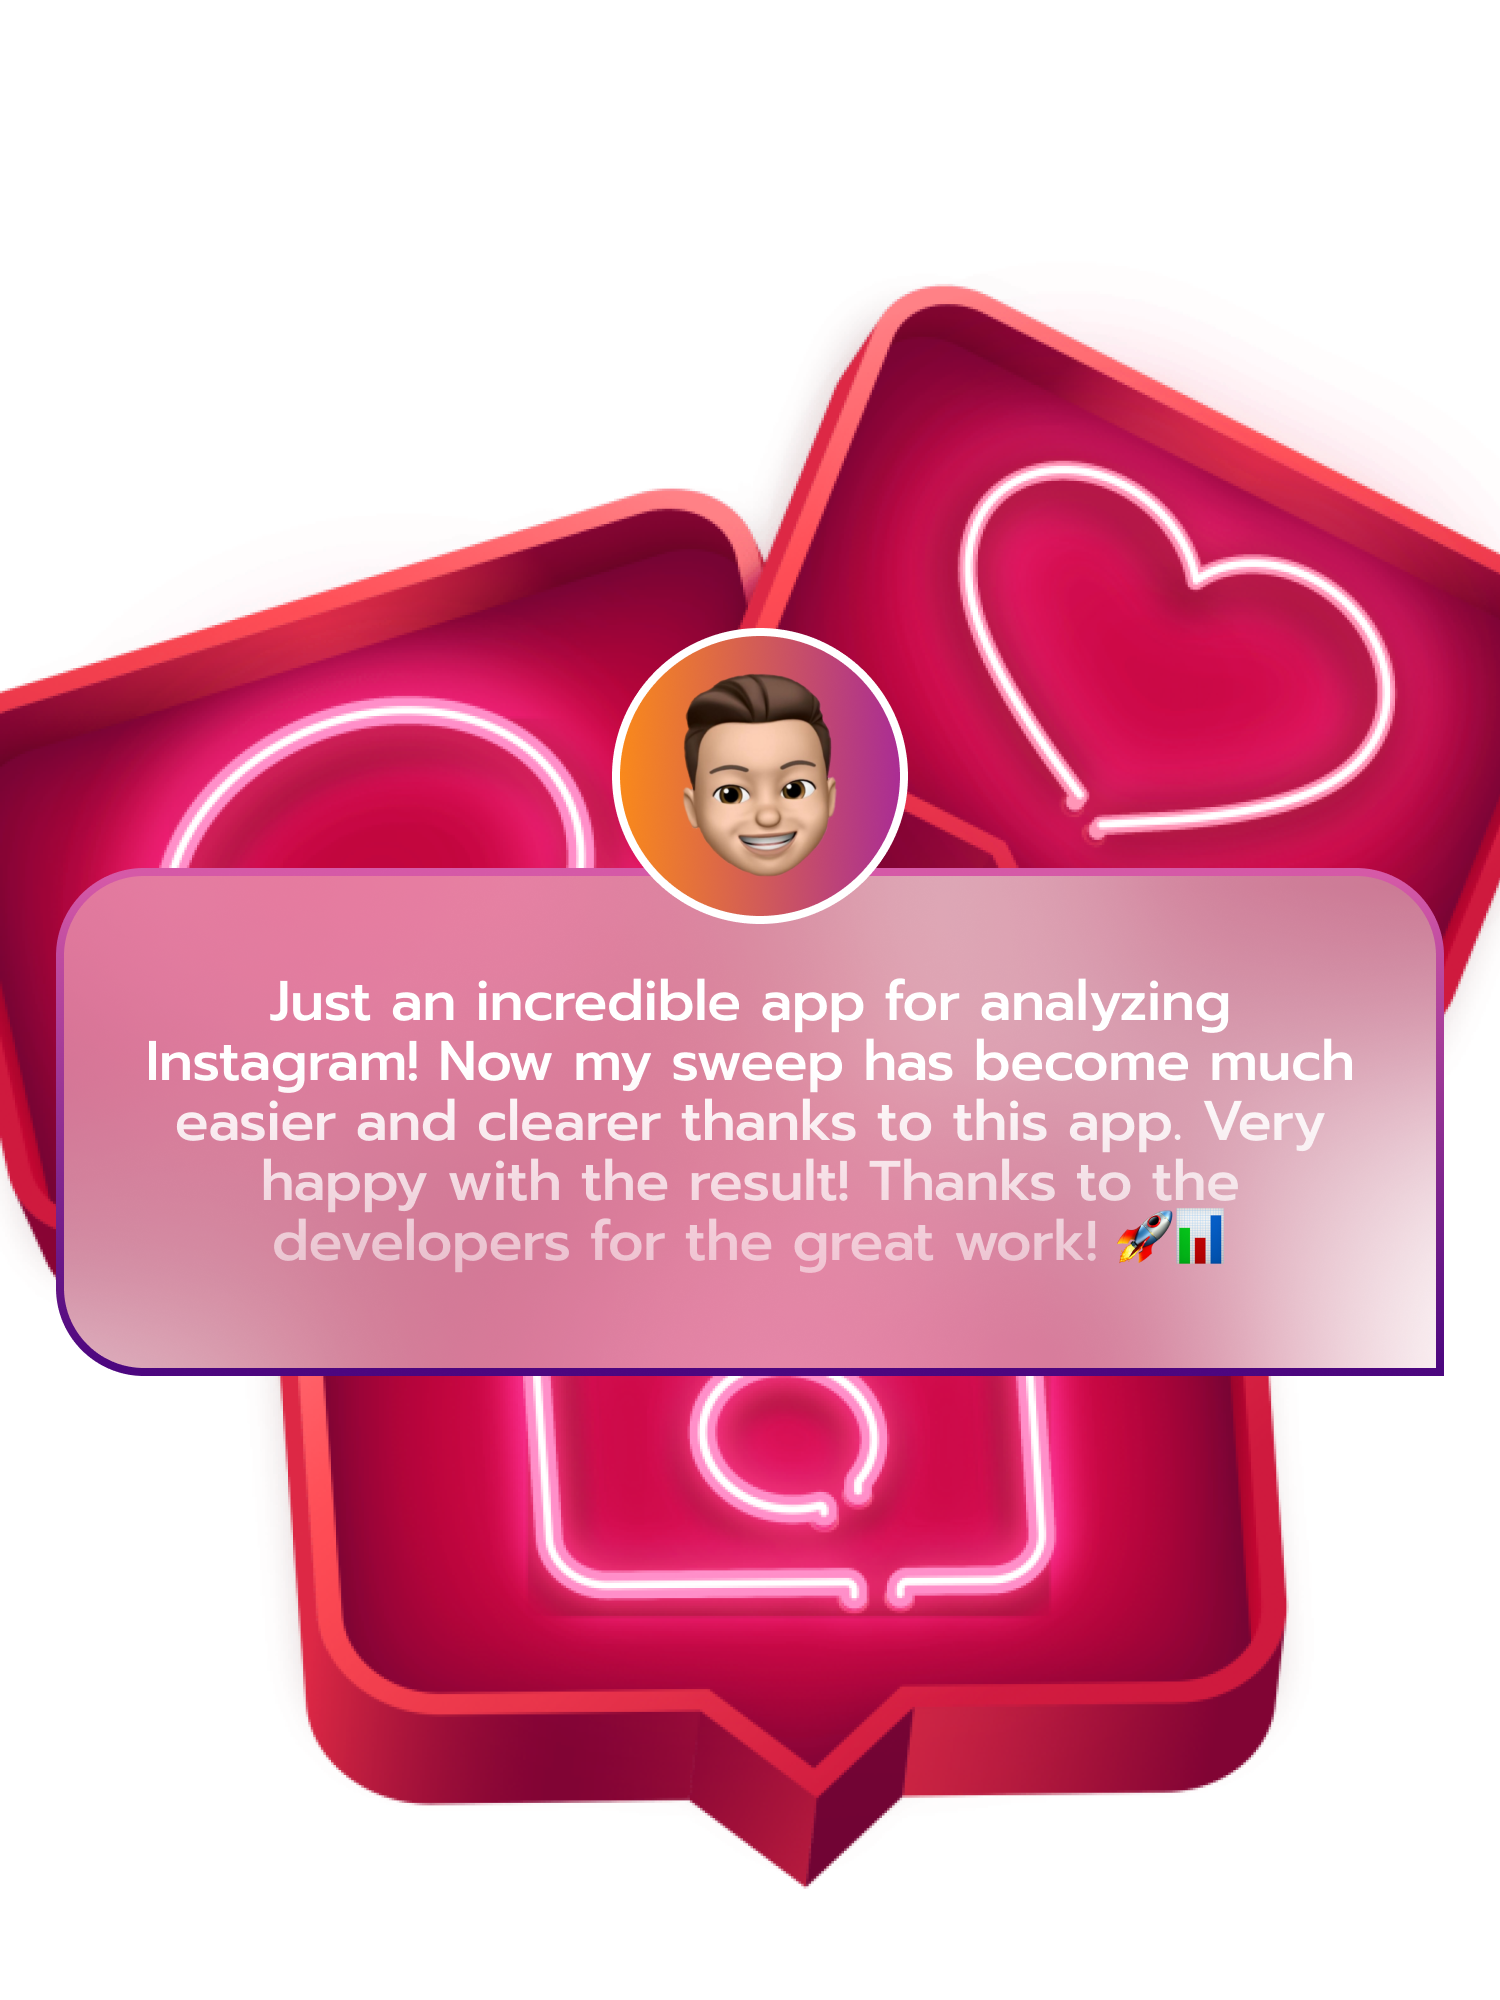 Just an incredible app for analyzing
Instagram! Now my sweep has become much
easier and clearer thanks to this app. Very
happy with the result! Thanks to the
developers for the great work! 🚀📊